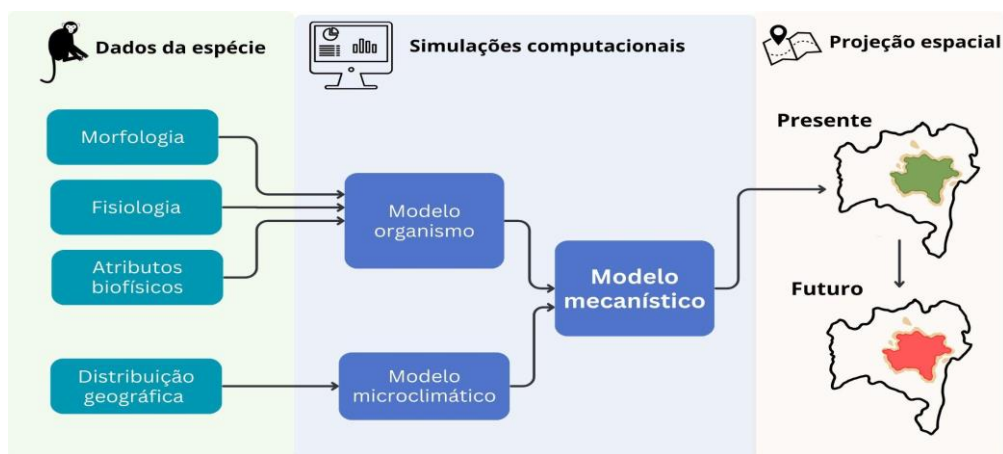 Dados da espécie
Simulações computacionais
Projeção espacial
Morfologia
Fisiologia
Atributos
biofísicos
Distribuição
geográfica
Modelo
organismo
Modelo
microclimático
Modelo
mecanístico
Presente
Futuro